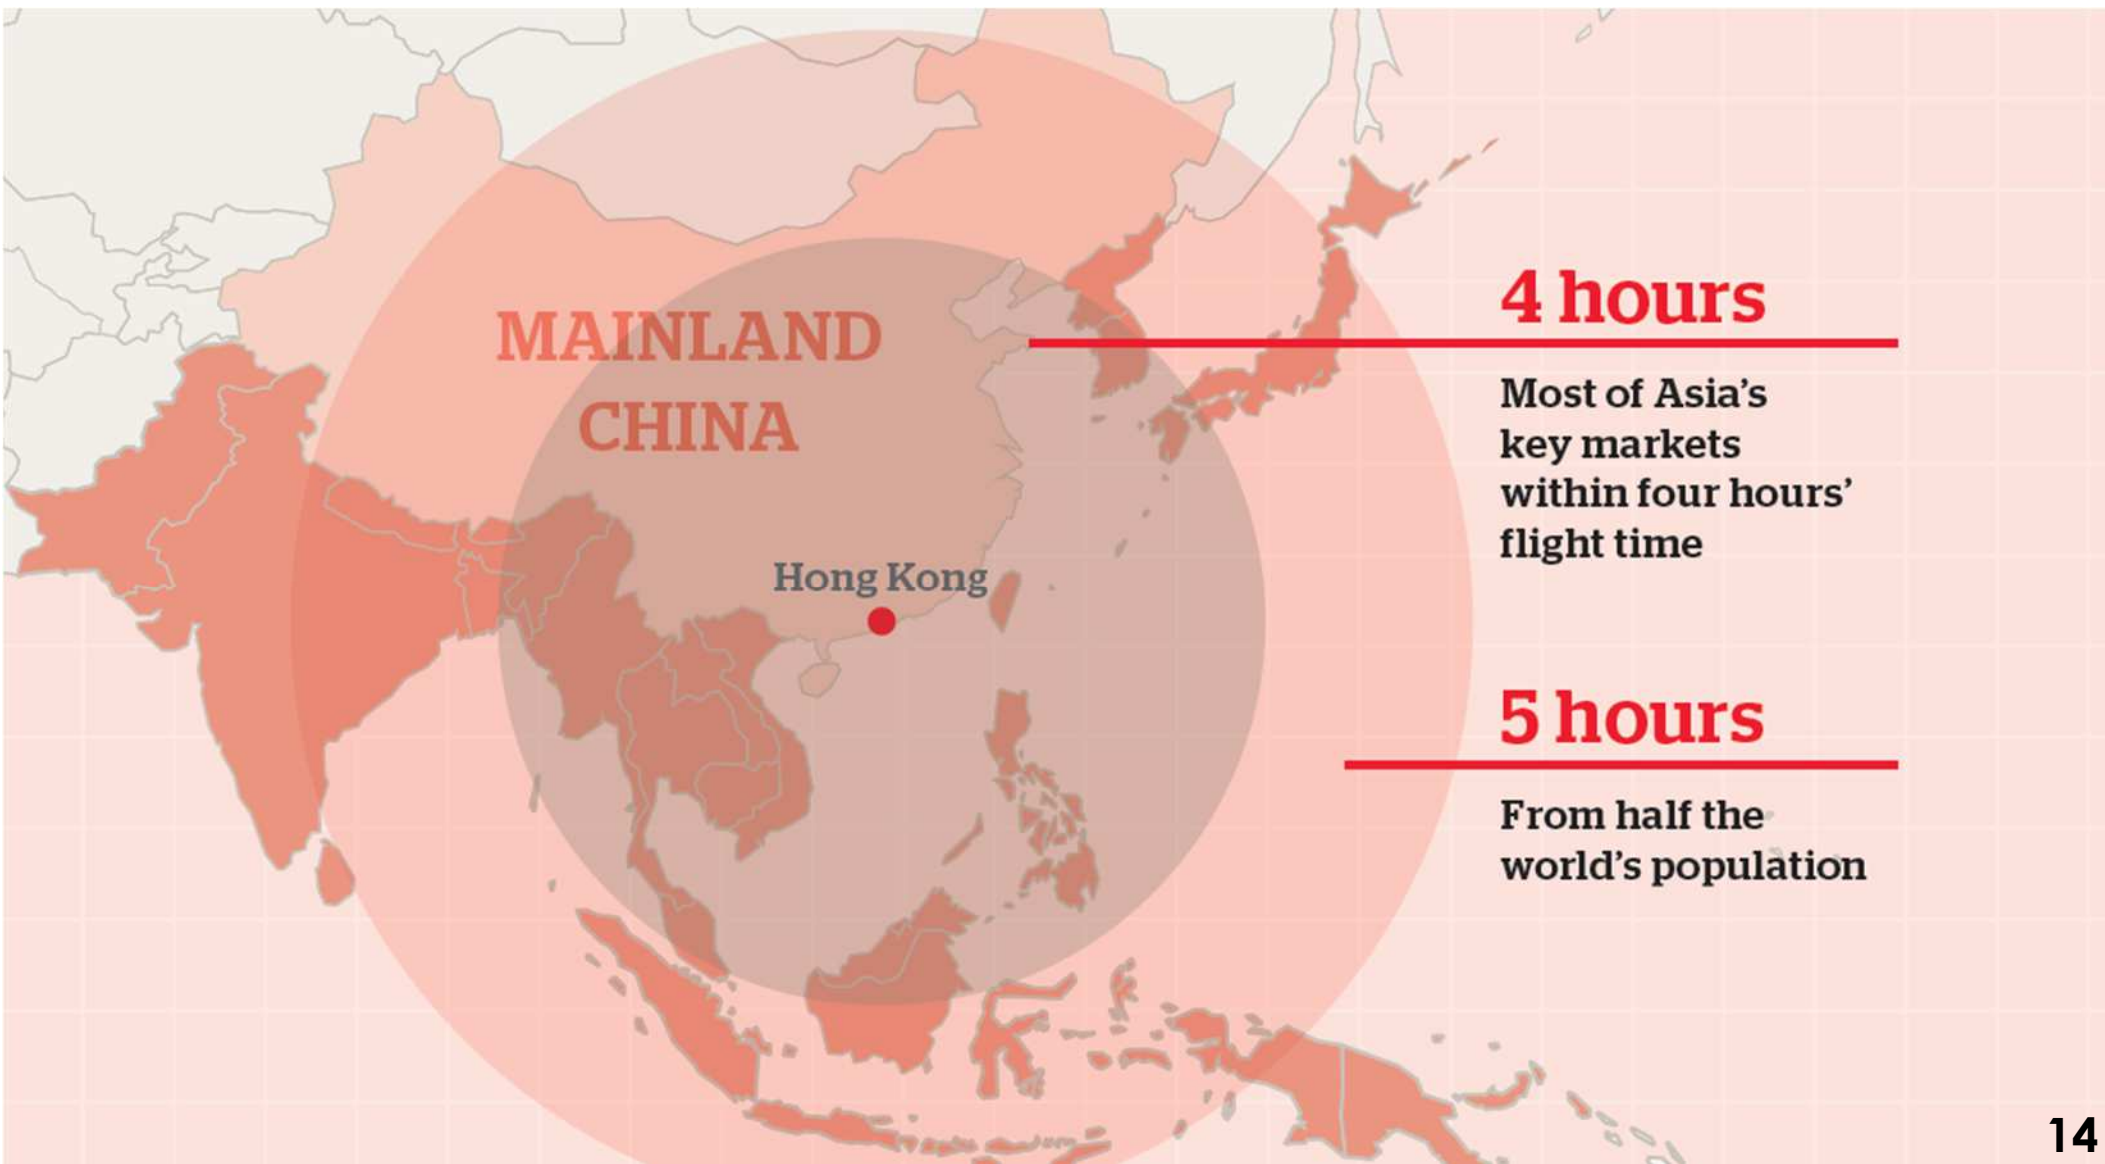 MAINLAND
CHINA
Hong Kong
4 hours
Most of Asia’s
key markets
within four hours’
flight time
5 hours
From half the
world’s population
14